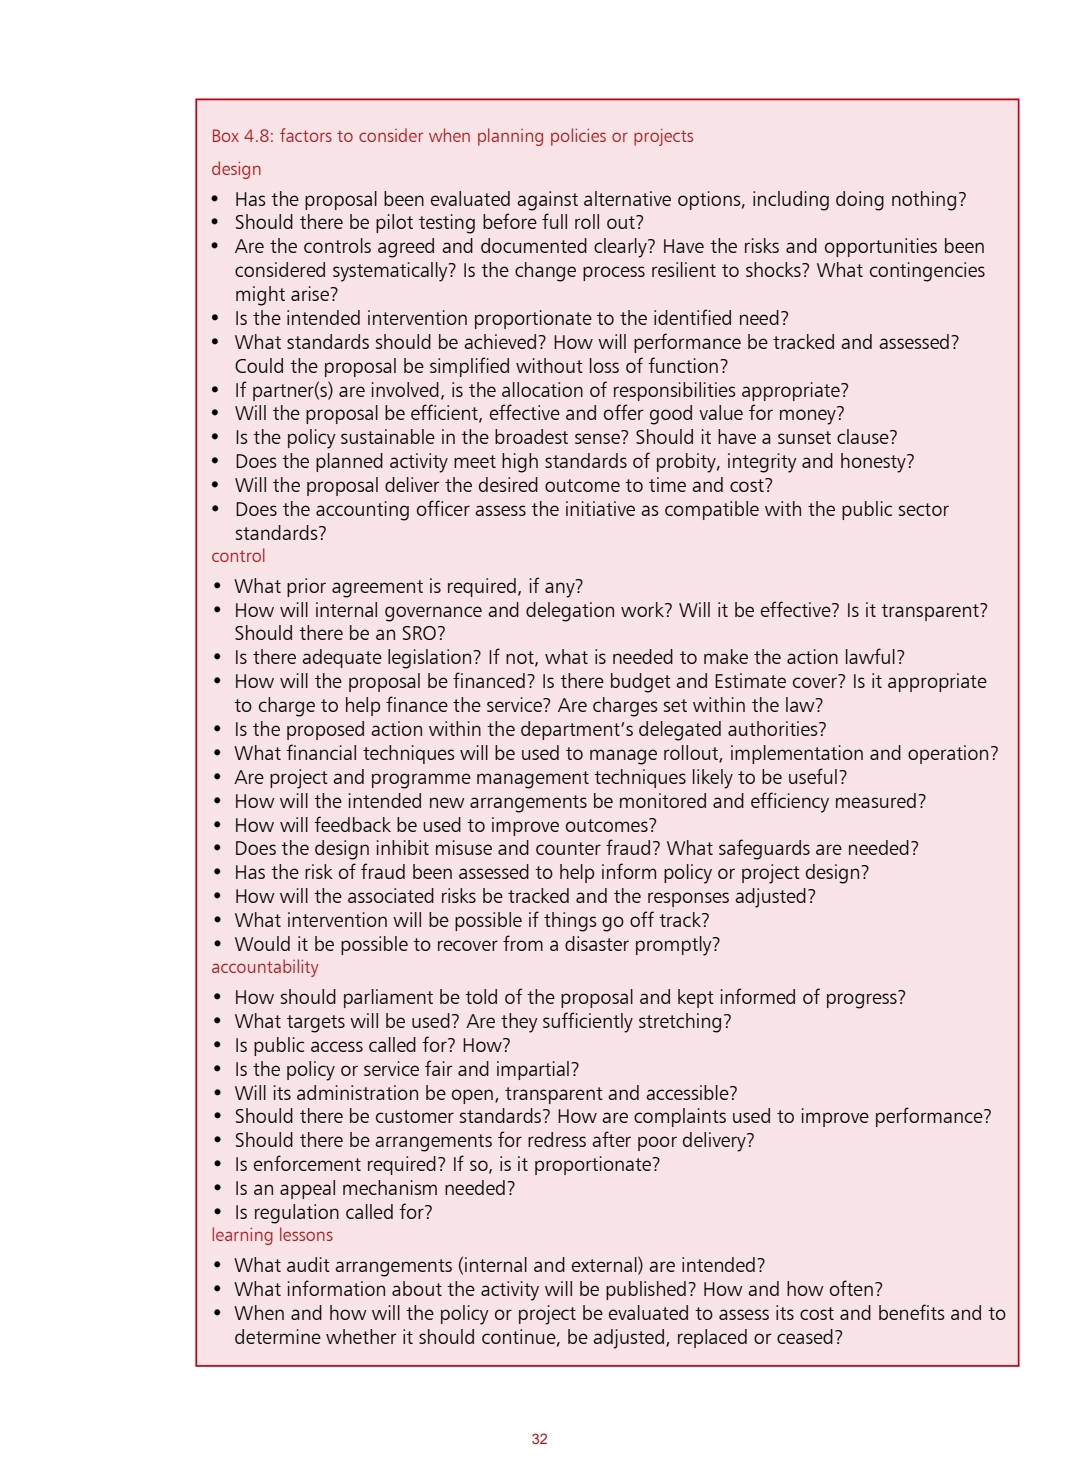 Box 4.8: factors to consider when planning policies or projects
design
• Has the proposal been evaluated against alternative options, including doing nothing?
• Should there be pilot testing before full roll out?
• Are the controls agreed and documented clearly? Have the risks and opportunities been
considered systematically? Is the change process resilient to shocks? What contingencies
might arise?
• Is the intended intervention proportionate to the identified need?
• What standards should be achieved? How will performance be tracked and assessed?
Could the proposal be simplified without loss of function?
• If partner(s) are involved, is the allocation of responsibilities appropriate?
• Will the proposal be efficient, effective and offer good value for money?
• Is the policy sustainable in the broadest sense? Should it have a sunset clause?
• Does the planned activity meet high standards of probity, integrity and honesty?
• Will the proposal deliver the desired outcome to time and cost?
• Does the accounting officer assess the initiative as compatible with the public sector
standards?
control
• What prior agreement is required, if any?
• How will internal governance and delegation work? Will it be effective? Is it transparent?
Should there be an SRO?
• Is there adequate legislation? If not, what is needed to make the action lawful?
• How will the proposal be financed? Is there budget and Estimate cover? Is it appropriate
to charge to help finance the service? Are charges set within the law?
• Is the proposed action within the department's delegated authorities?
• What financial techniques will be used to manage rollout, implementation and operation?
• Are project and programme management techniques likely to be useful?
• How will the intended new arrangements be monitored and efficiency measured?
• How will feedback be used to improve outcomes?
• Does the design inhibit misuse and counter fraud? What safeguards are needed?
• Has the risk of fraud been assessed to help inform policy or project design?
• How will the associated risks be tracked and the responses adjusted?
• What intervention will be possible if things go off track?
• Would it be possible to recover from a disaster promptly?
accountability
• How should parliament be told of the proposal and kept informed of progress?
• What targets will be used? Are they sufficiently stretching?
• Is public access called for? How?
• Is the policy or service fair and impartial?
• Will its administration be open, transparent and accessible?
• Should there be customer standards? How are complaints used to improve performance?
• Should there be arrangements for redress after poor delivery?
• Is enforcement required? If so, is it proportionate?
• Is an appeal mechanism needed?
• Is regulation called for?
learning lessons
• What audit arrangements (internal and external) are intended?
• What information about the activity will be published? How and how often?
• When and how will the policy or project be evaluated to assess its cost and benefits and to
determine whether it should continue, be adjusted, replaced or ceased?
32